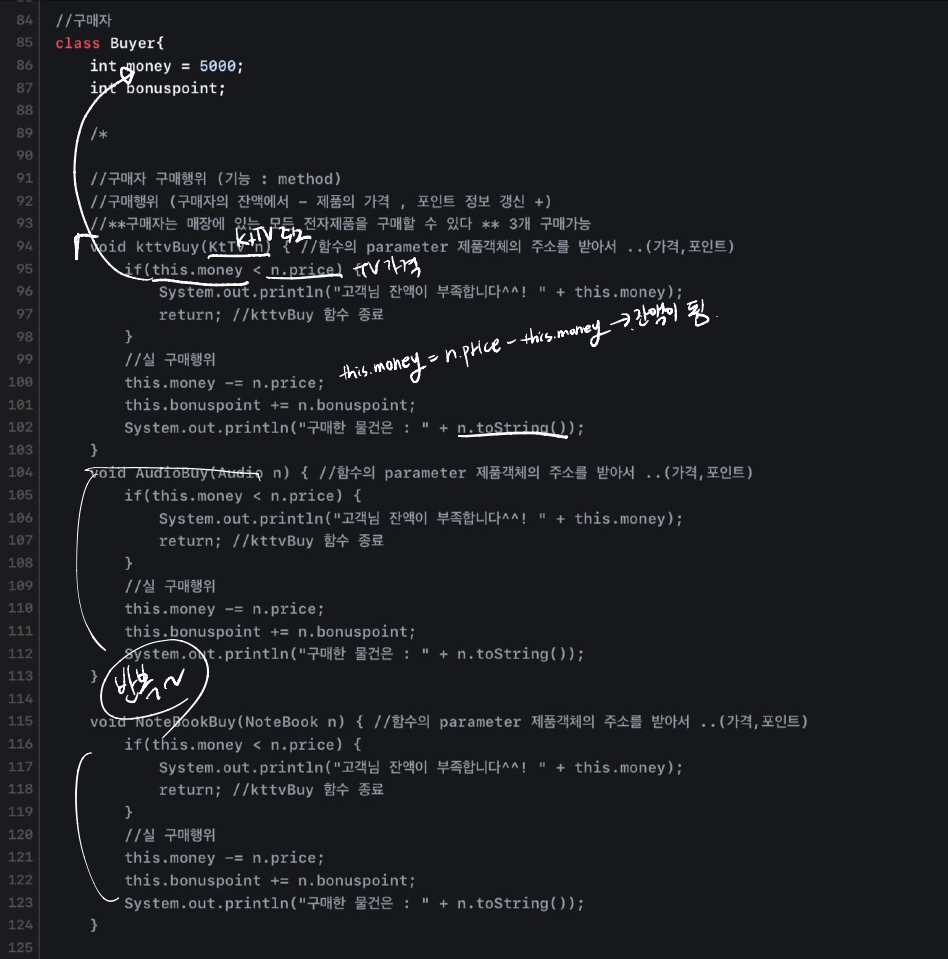 84 //구매자
85 class Buyer{
86 int money = 5000;
87 int bonuspoint;
88
89 /*
90
91 //구매자 구매행위 (기능 : method)
92 //구매행위 (구매자의 잔액에서 - 제품의 가격 , 포인트 정보 갱신 +)
93 //**구매자는 매장에 있는 모든 전자제품을 구매할 수 있다 ** 3개 구매가능
KtTV
94 void kttvBuy(KtTv n) { //함수의 parameter 제품객체의 주소를 받아서 ..(가격,포인트)
95 if(this.money < n.price) {
TV 가격
96 System.out.println("고객님 잔액이 부족합니다^^! " + this.money);
97 return; //kttvBuy 함수 종료
98 }
99 //실 구매행위
this.money = n.price - this.money → 잔액이 됨.
100 this.money -= n.price;
101 this.bonuspoint += n.bonuspoint;
102 System.out.println("구매한 물건은 : " + n.toString());
103 }
104 void AudioBuy(Audio n) { //함수의 parameter 제품객체의 주소를 받아서 ..(가격,포인트)
105 if(this.money < n.price) {
106 System.out.println("고객님 잔액이 부족합니다^^! " + this.money);
107 return; //kttvBuy 함수 종료
108 }
109 //실 구매행위
110 this.money -= n.price;
111 this.bonuspoint += n.bonuspoint;
112 System.out.println("구매한 물건은 : " + n.toString());
113 }
반복~
114
115 void NoteBookBuy(NoteBook n) { //함수의 parameter 제품객체의 주소를 받아서 ..(가격,포인트)
116 if(this.money < n.price) {
117 System.out.println("고객님 잔액이 부족합니다^^! " + this.money);
118 return; //kttvBuy 함수 종료
119 }
120 //실 구매행위
121 this.money -= n.price;
122 this.bonuspoint += n.bonuspoint;
123 System.out.println("구매한 물건은 : " + n.toString());
124 }
125